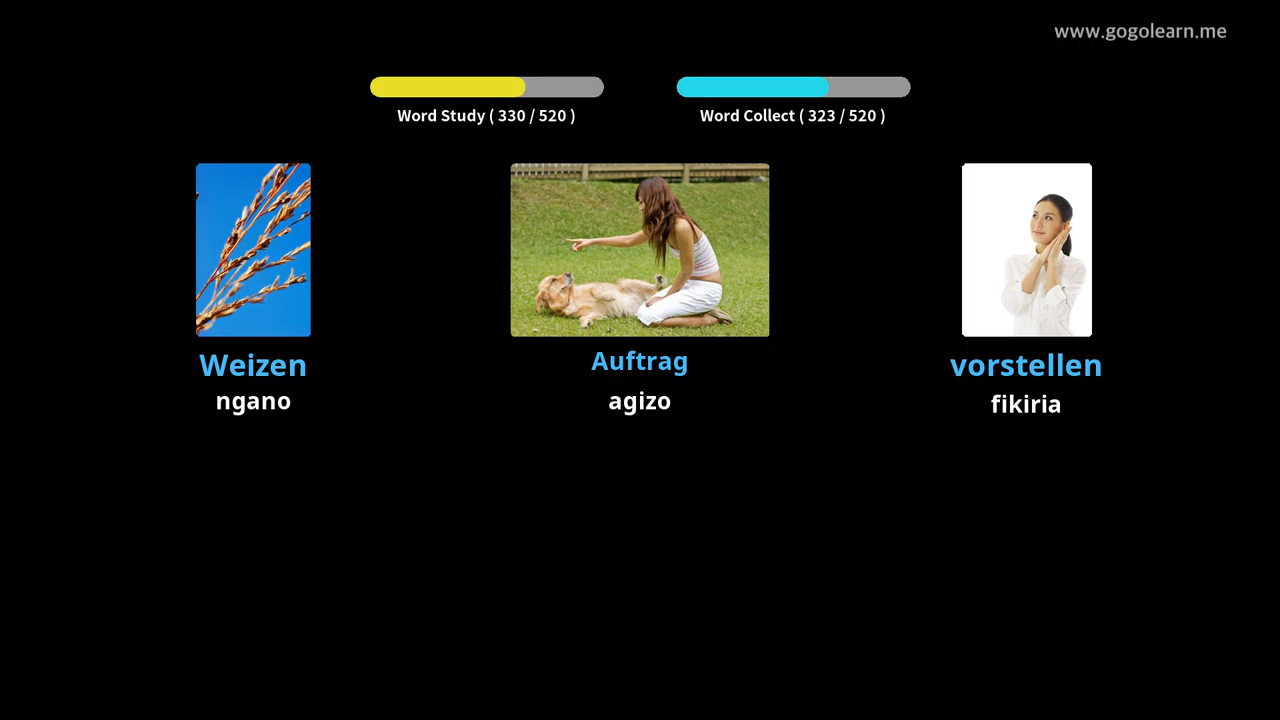 www.gogolearn.me
Word Study ( 330 / 520 )
Word Collect ( 323 / 520 )
Weizen
ngano
Auftrag
agizo
vorstellen
fikiria